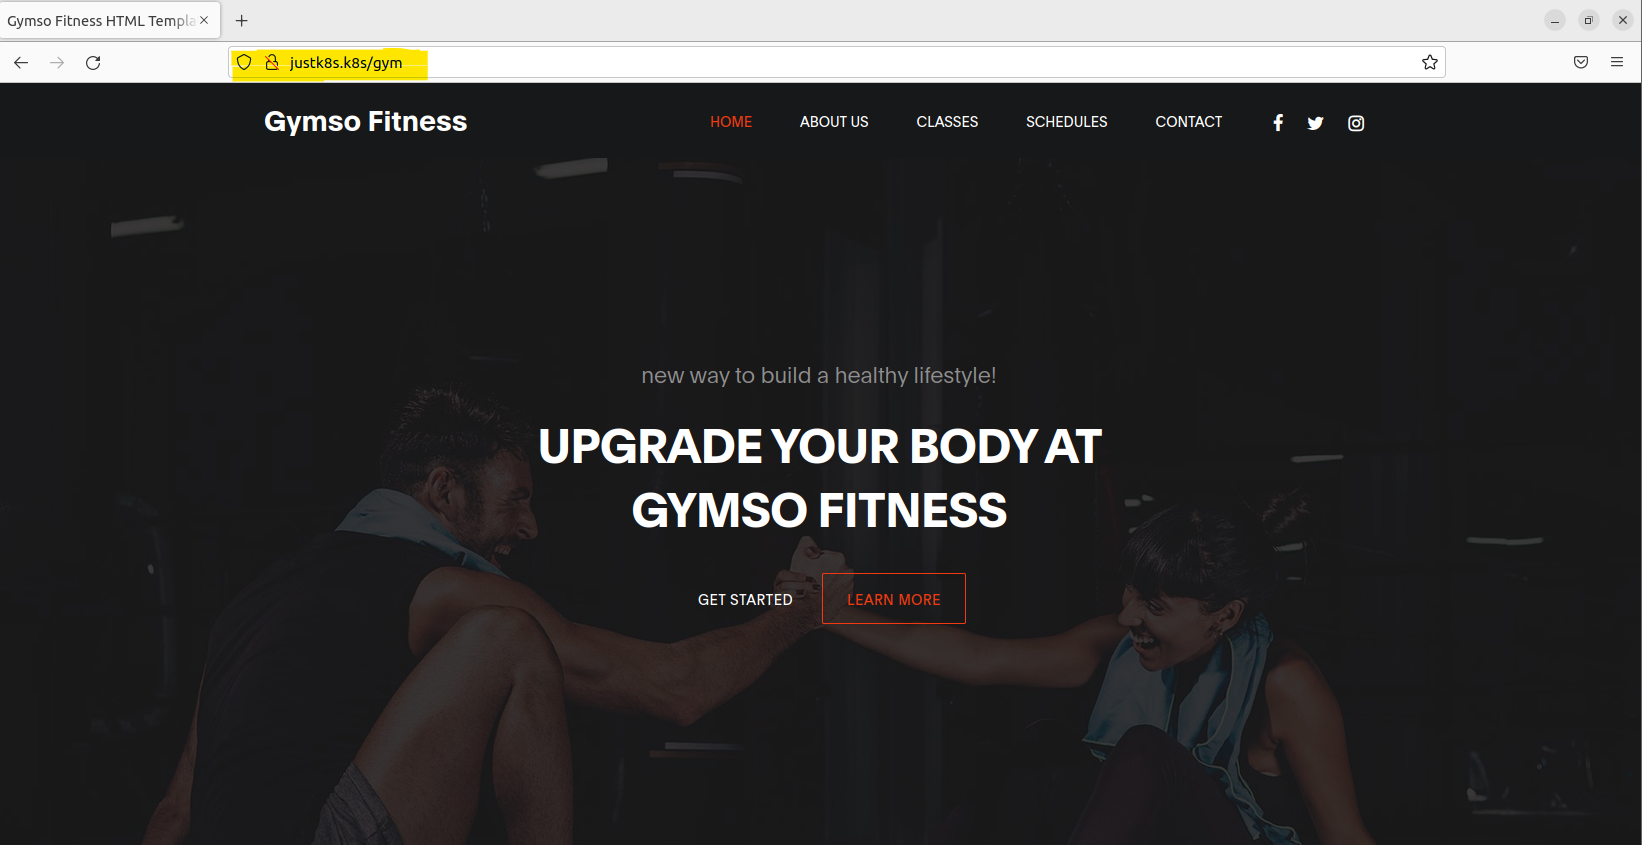 Gymso Fitness HTML Templa
justk8s.k8s/gym
Gymso Fitness
HOME ABOUT US CLASSES SCHEDULES CONTACT
new way to build a healthy lifestyle!
UPGRADE YOUR BODY AT
GYMSO FITNESS
GET STARTED LEARN MORE